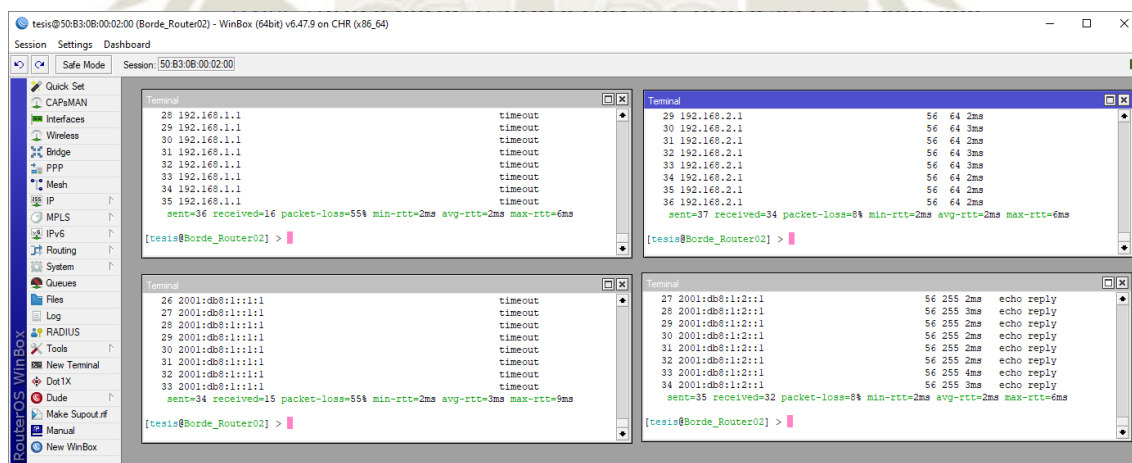 tesis@50:B3:0B:00:02:00 (Borde_Router02) - WinBox (64bit) v6.47.9 on CHR (x86_64)
Session Settings Dashboard
Safe Mode Session: 50:B3:0B:00:02:00
Quick Set
CAPsMAN
Interfaces
Wireless
Bridge
PPP
Mesh
IP
MPLS
IPv6
Routing
System
Queues
Files
Log
RADIUS
Tools
New Terminal
Dot1X
Dude
Make Supout.rif
Manual
New WinBox
RouterOS WinBox
Terminal
28 192.168.1.1 timeout
29 192.168.1.1 timeout
30 192.168.1.1 timeout
31 192.168.1.1 timeout
32 192.168.1.1 timeout
33 192.168.1.1 timeout
34 192.168.1.1 timeout
35 192.168.1.1 timeout
sent=36 received=16 packet-loss=55% min-rtt=2ms avg-rtt=2ms max-rtt=6ms
[tesis@Borde_Router02] >
Terminal
29 192.168.2.1 56 64 2ms
30 192.168.2.1 56 64 3ms
31 192.168.2.1 56 64 2ms
32 192.168.2.1 56 64 3ms
33 192.168.2.1 56 64 3ms
34 192.168.2.1 56 64 2ms
35 192.168.2.1 56 64 2ms
36 192.168.2.1 56 64 2ms
sent=37 received=34 packet-loss=8% min-rtt=2ms avg-rtt=2ms max-rtt=6ms
[tesis@Borde_Router02] >
Terminal
26 2001:db8:1::1:1 timeout
27 2001:db8:1::1:1 timeout
28 2001:db8:1::1:1 timeout
29 2001:db8:1::1:1 timeout
30 2001:db8:1::1:1 timeout
31 2001:db8:1::1:1 timeout
32 2001:db8:1::1:1 timeout
33 2001:db8:1::1:1 timeout
sent=34 received=15 packet-loss=55% min-rtt=2ms avg-rtt=3ms max-rtt=9ms
[tesis@Borde_Router02] >
Terminal
27 2001:db8:1:2::1 56 255 2ms echo reply
28 2001:db8:1:2::1 56 255 3ms echo reply
29 2001:db8:1:2::1 56 255 2ms echo reply
30 2001:db8:1:2::1 56 255 2ms echo reply
31 2001:db8:1:2::1 56 255 2ms echo reply
32 2001:db8:1:2::1 56 255 2ms echo reply
33 2001:db8:1:2::1 56 255 4ms echo reply
34 2001:db8:1:2::1 56 255 3ms echo reply
sent=35 received=32 packet-loss=8% min-rtt=2ms avg-rtt=2ms max-rtt=6ms
[tesis@Borde_Router02] >